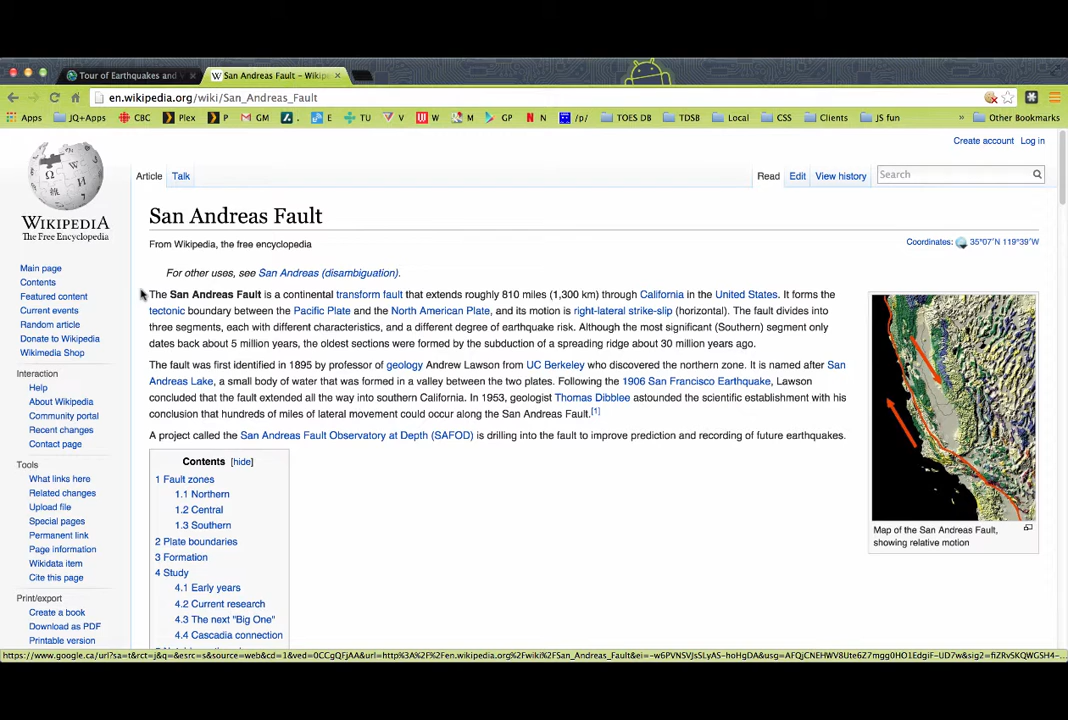 Tour of Earthquakes and
San Andreas Fault – Wikipe
en.wikipedia.org/wiki/San_Andreas_Fault
Apps JQ+Apps CBC Plex P GM . E TU V W M GP N /p/ TOES DB TDSB Local CSS Clients JS fun » Other Bookmarks
Create account Log in
Article Talk Read Edit View history Search
WIKIPEDIA
The Free Encyclopedia
Main page
Contents
Featured content
Current events
Random article
Donate to Wikipedia
Wikimedia Shop
Interaction
Help
About Wikipedia
Community portal
Recent changes
Contact page
Tools
What links here
Related changes
Upload file
Special pages
Permanent link
Page information
Wikidata item
Cite this page
Print/export
Create a book
Download as PDF
Printable version
San Andreas Fault
From Wikipedia, the free encyclopedia
Coordinates: 35°07′N 119°39′W
For other uses, see San Andreas (disambiguation).
The San Andreas Fault is a continental transform fault that extends roughly 810 miles (1,300 km) through California in the United States. It forms the
tectonic boundary between the Pacific Plate and the North American Plate, and its motion is right-lateral strike-slip (horizontal). The fault divides into
three segments, each with different characteristics, and a different degree of earthquake risk. Although the most significant (Southern) segment only
dates back about 5 million years, the oldest sections were formed by the subduction of a spreading ridge about 30 million years ago.
The fault was first identified in 1895 by professor of geology Andrew Lawson from UC Berkeley who discovered the northern zone. It is named after San
Andreas Lake, a small body of water that was formed in a valley between the two plates. Following the 1906 San Francisco Earthquake, Lawson
concluded that the fault extended all the way into southern California. In 1953, geologist Thomas Dibblee astounded the scientific establishment with his
conclusion that hundreds of miles of lateral movement could occur along the San Andreas Fault.[1]
A project called the San Andreas Fault Observatory at Depth (SAFOD) is drilling into the fault to improve prediction and recording of future earthquakes.
Contents [hide]
1 Fault zones
1.1 Northern
1.2 Central
1.3 Southern
2 Plate boundaries
3 Formation
4 Study
4.1 Early years
4.2 Current research
4.3 The next "Big One"
4.4 Cascadia connection
Map of the San Andreas Fault,
showing relative motion